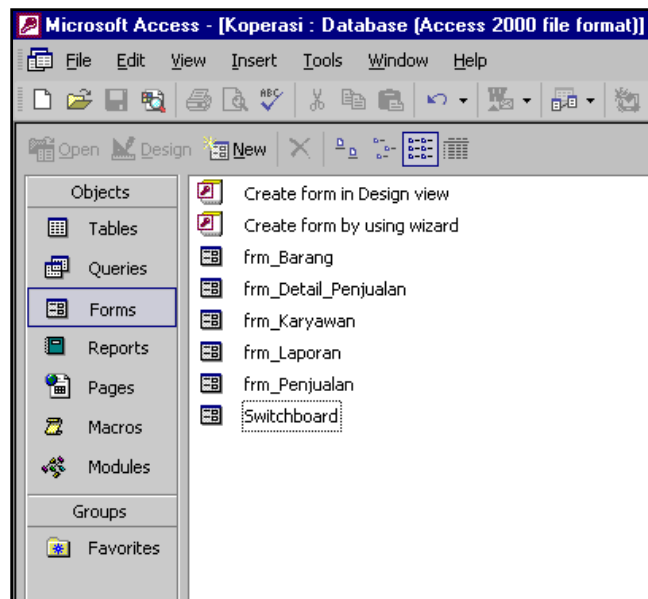 Microsoft Access - [Koperasi : Database (Access 2000 file format)]
File Edit View Insert Tools Window Help
ABC
Open Design New
Objects
Tables
Queries
Forms
Reports
Pages
Macros
Modules
Groups
Favorites
Create form in Design view
Create form by using wizard
frm_Barang
frm_Detail_Penjualan
frm_Karyawan
frm_Laporan
frm_Penjualan
Switchboard